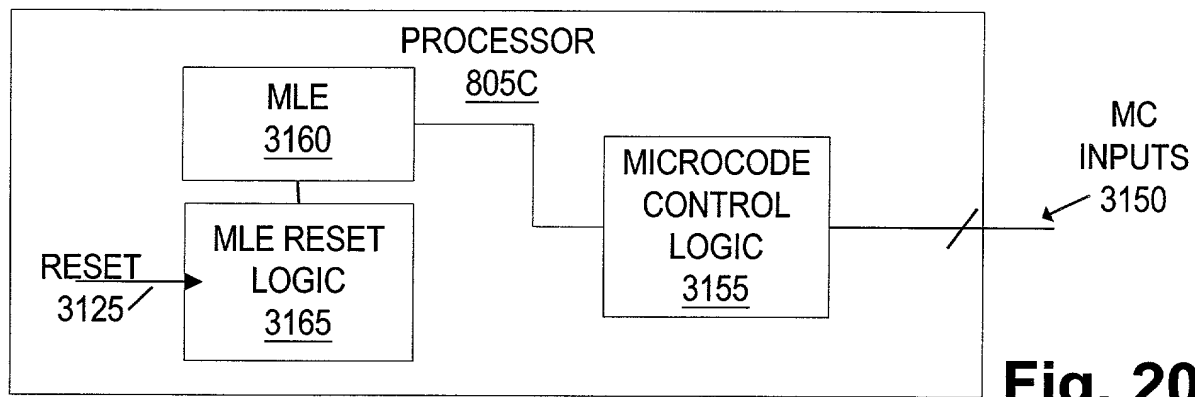 PROCESSOR
805C
MLE
3160
MLE RESET
LOGIC
3165
RESET
3125
MICROCODE
CONTROL
LOGIC
3155
MC
INPUTS
3150
Fig. 20